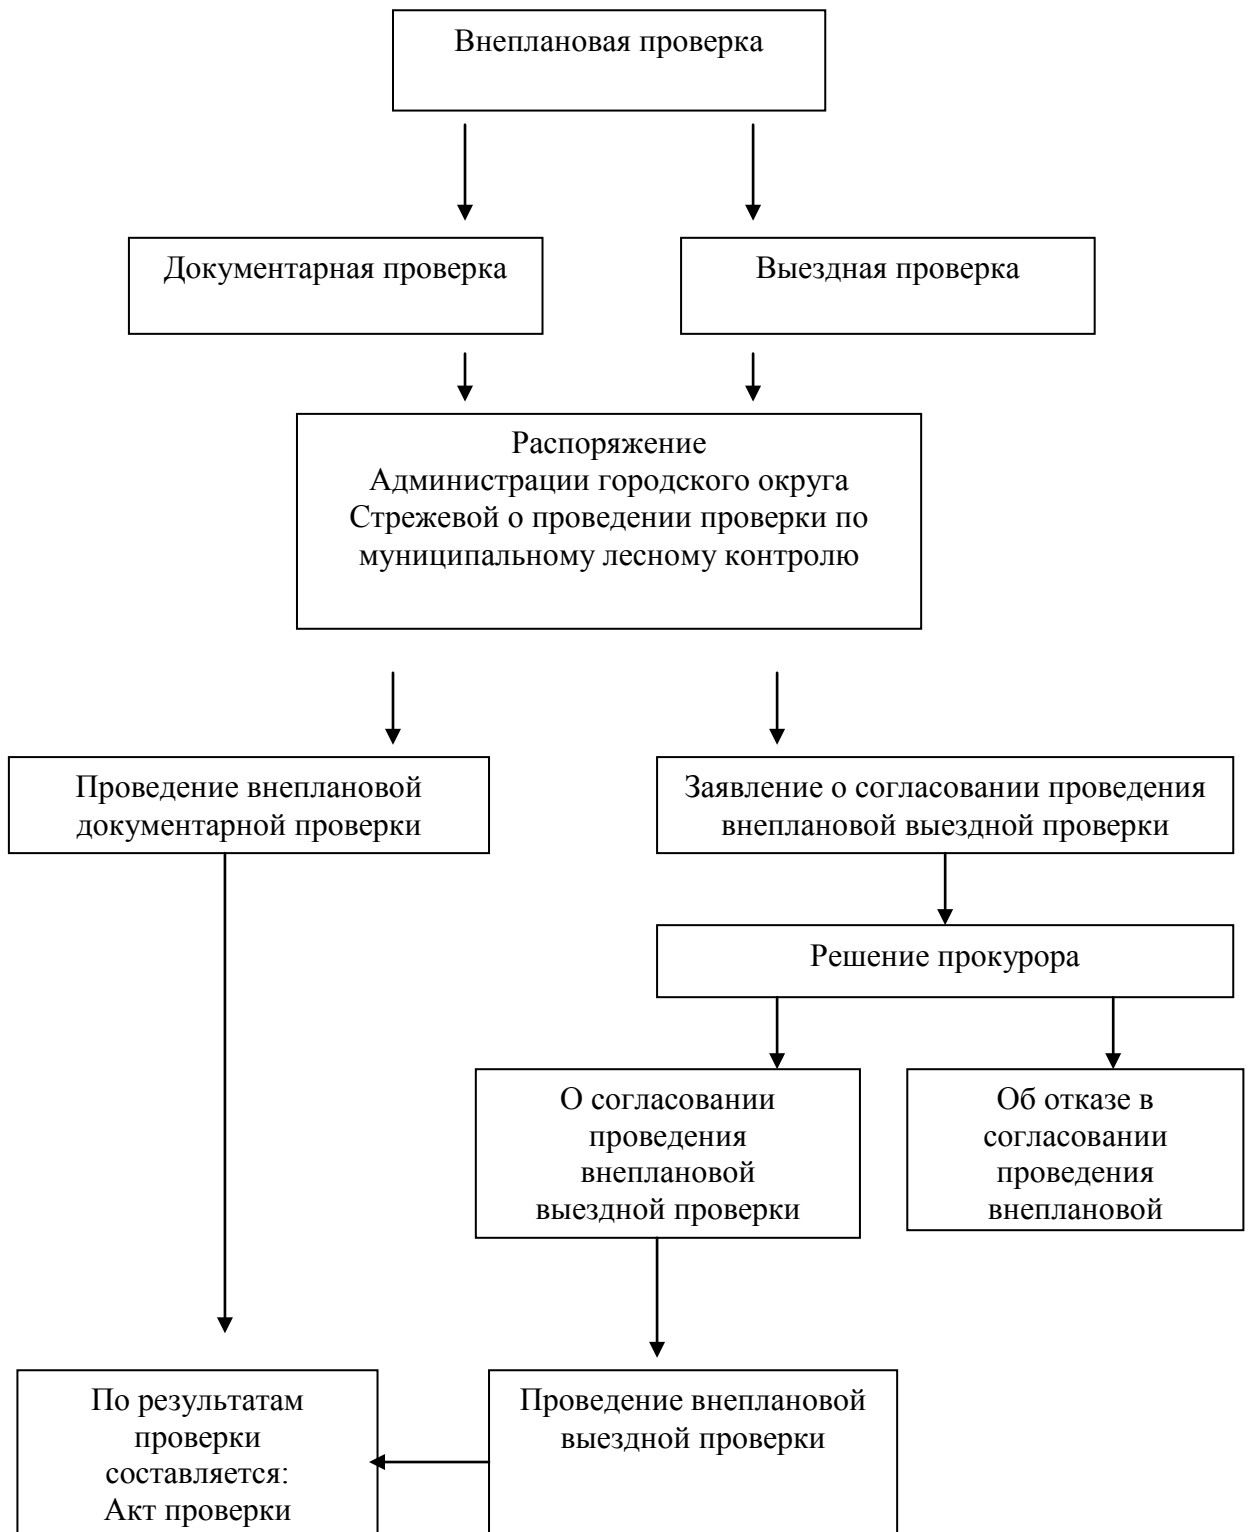 Внеплановая проверка
Документарная проверка
Выездная проверка
Распоряжение
Администрации городского округа
Стрежевой о проведении проверки по
муниципальному лесному контролю
Проведение внеплановой
документарной проверки
Заявление о согласовании проведения
внеплановой выездной проверки
Решение прокурора
О согласовании
проведения
внеплановой
выездной проверки
Об отказе в
согласовании
проведения
внеплановой
По результатам
проверки
составляется:
Акт проверки
Проведение внеплановой
выездной проверки